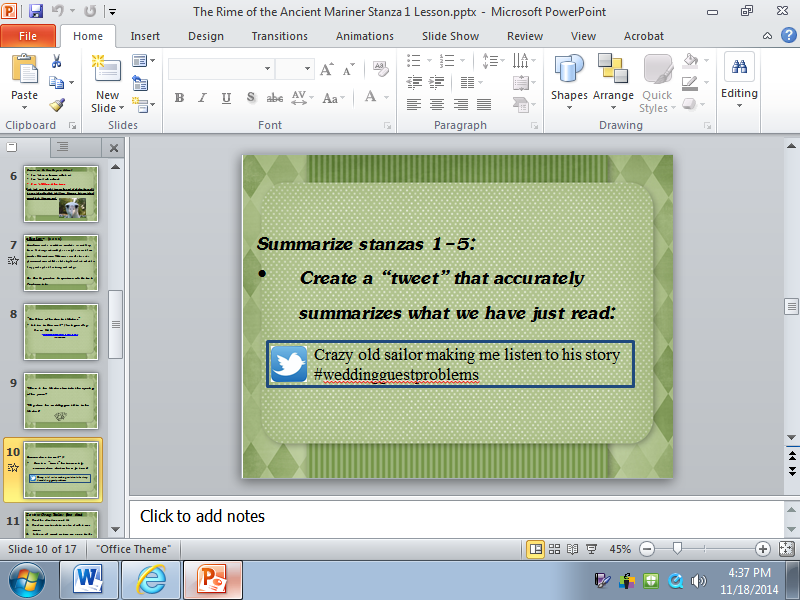 The Rime of the Ancient Mariner Stanza 1 Lesson.pptx - Microsoft PowerPoint
File Home Insert Design Transitions Animations Slide Show Review View Acrobat
Paste
New Slide
Shapes Arrange Quick Styles
Editing
B I U S abc AV Aa A
Clipboard Slides Font Paragraph Drawing
6
7
8
9
10
11
Summarize stanzas 1-5:
• Create a “tweet” that accurately
summarizes what we have just read:
Crazy old sailor making me listen to his story
#weddingguestproblems
Click to add notes
Slide 10 of 17 "Office Theme" 45%
4:37 PM
11/18/2014